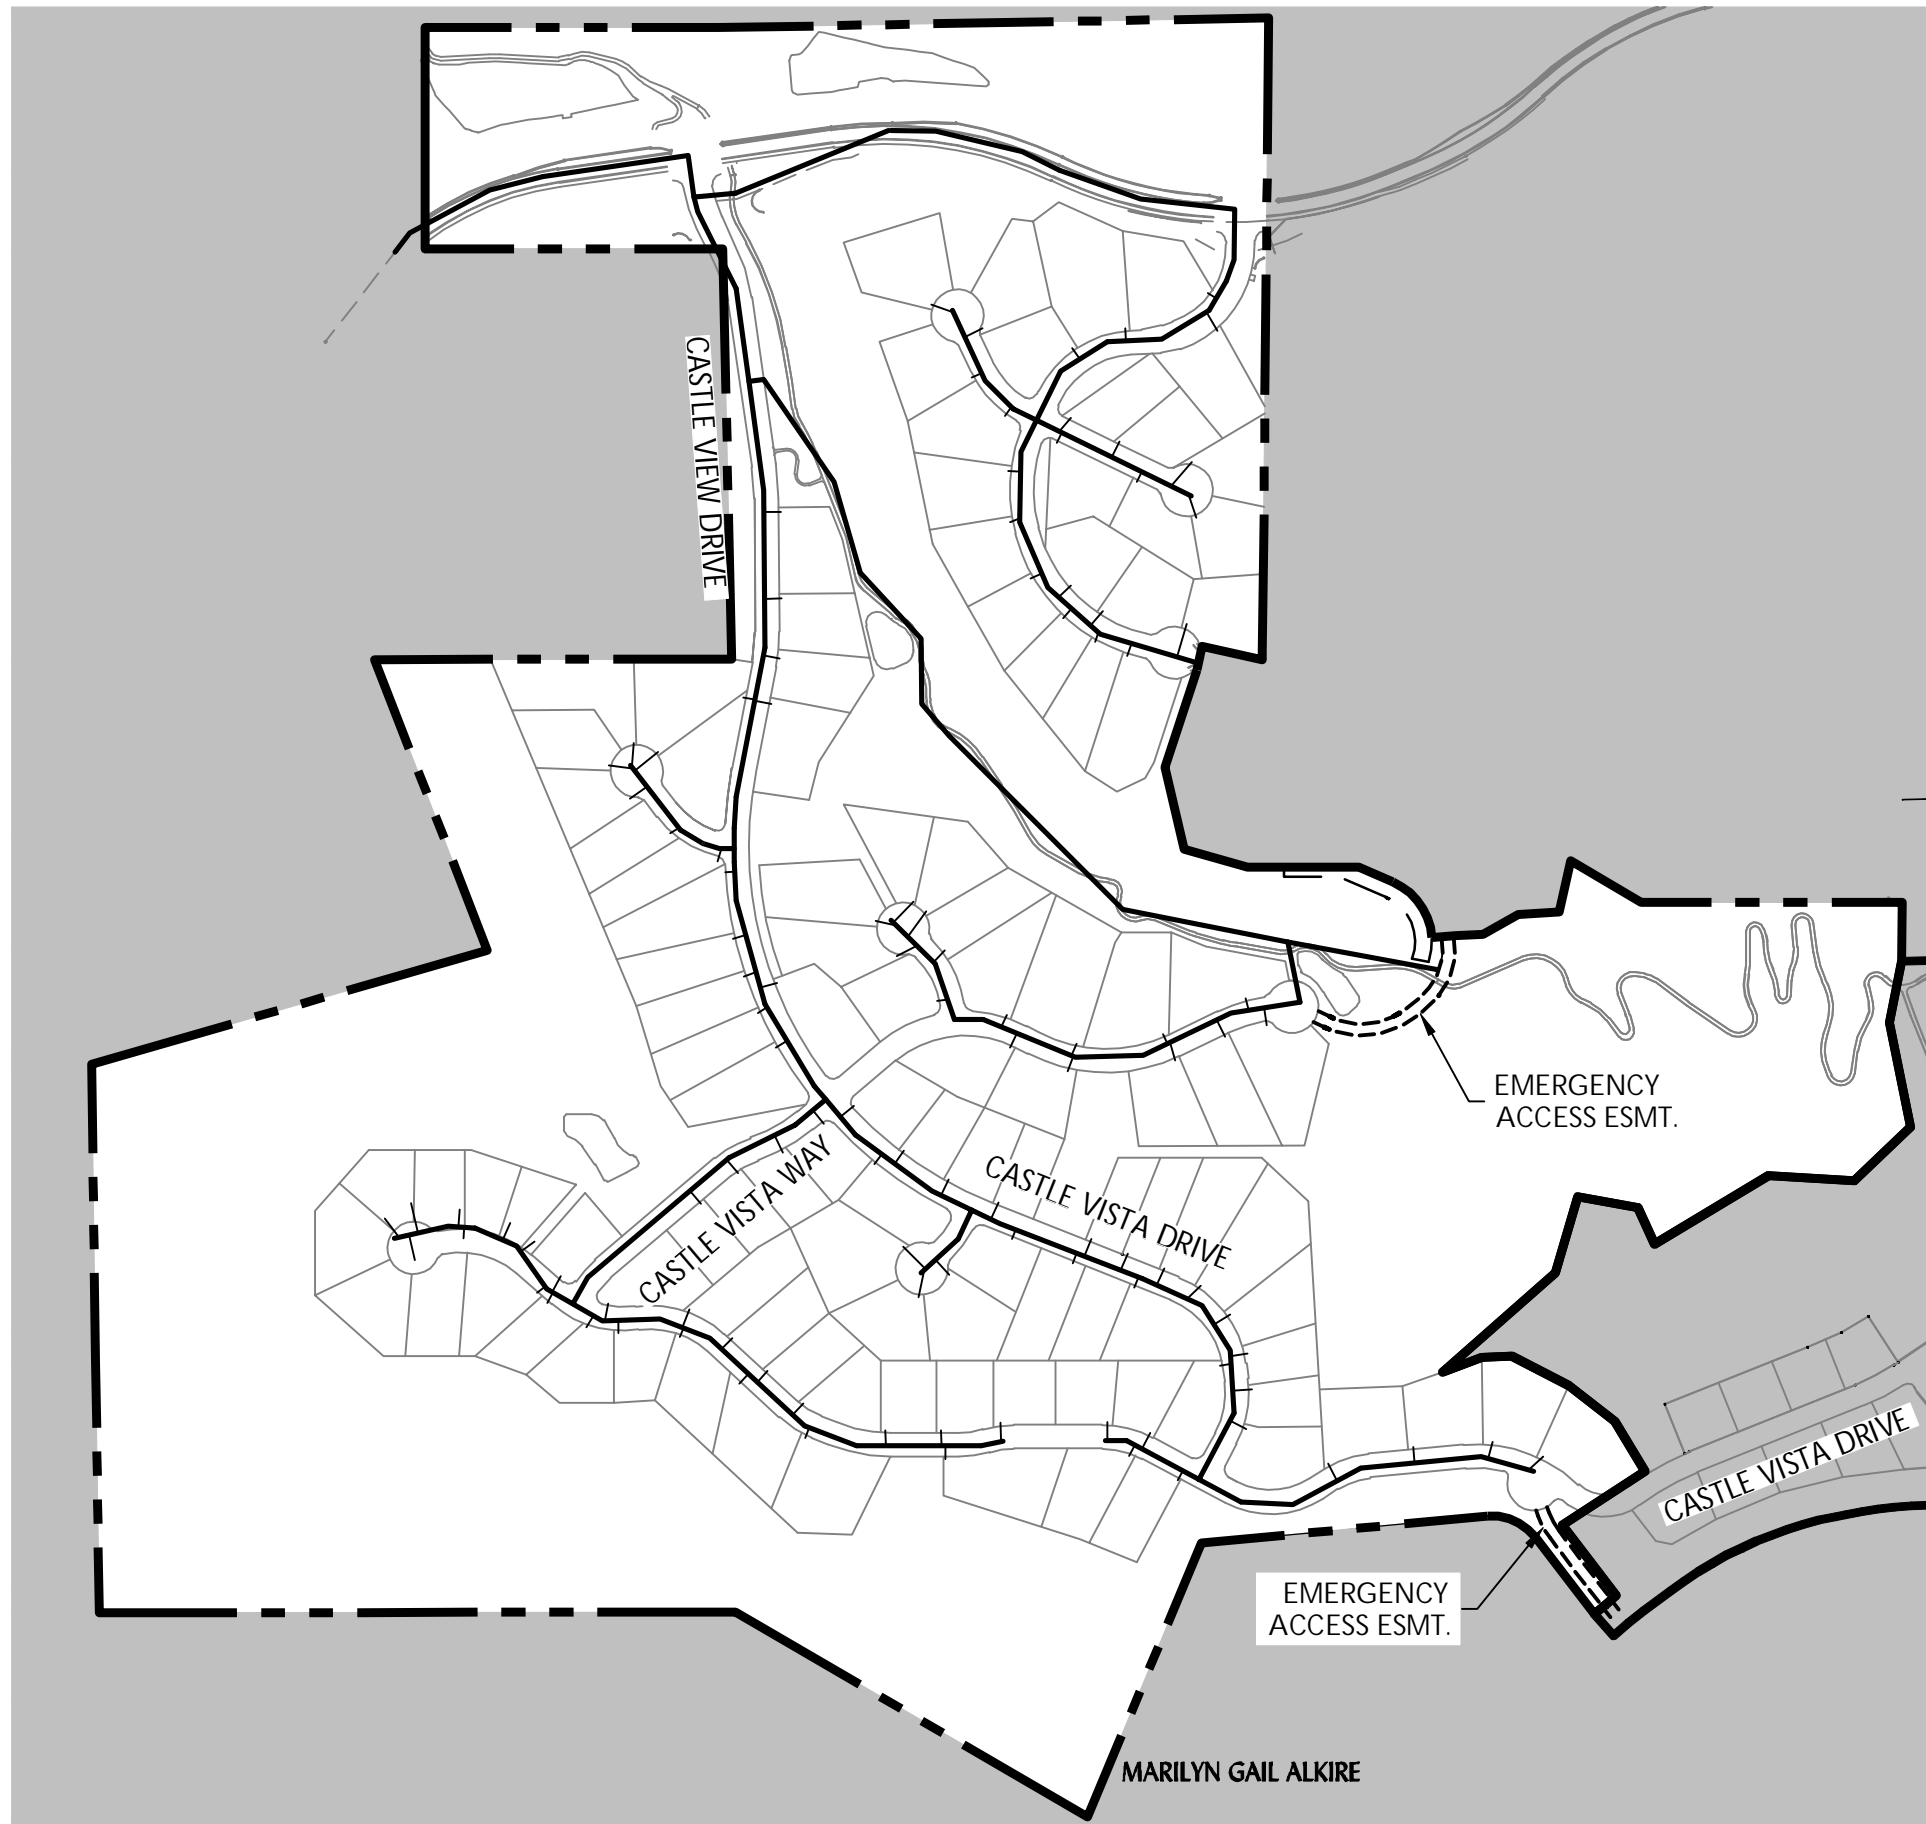 CASTLE VIEW DRIVE
EMERGENCY
ACCESS ESMT.
CASTLE VISTA WAY
CASTLE VISTA DRIVE
CASTLE VISTA DRIVE
EMERGENCY
ACCESS ESMT.
MARILYN GAIL ALKIRE